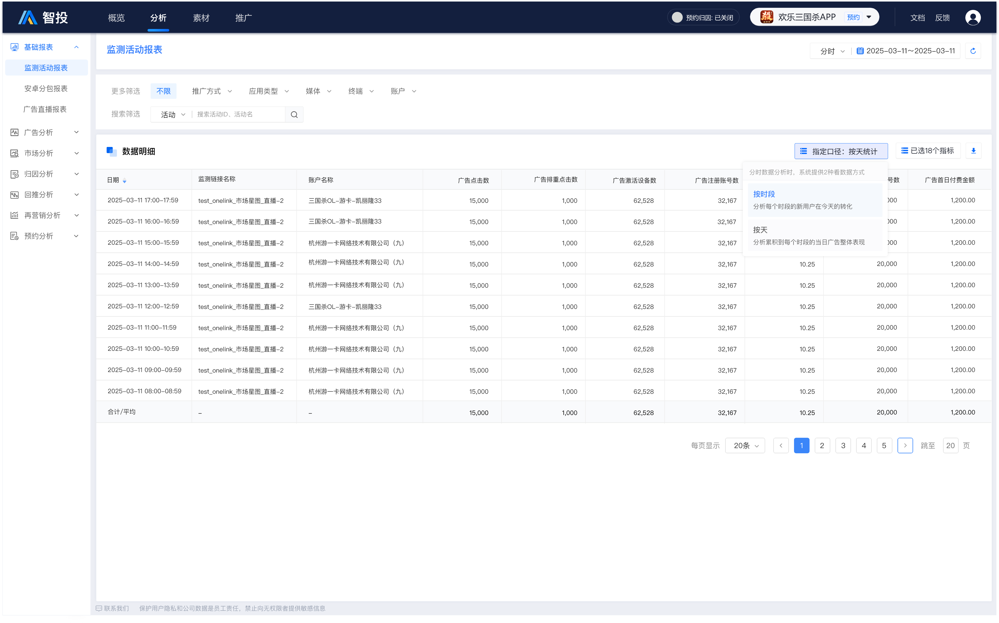 智投
概览 分析 素材 推广
预约归因: 已关闭
欢乐三国杀APP 预约
文档 反馈
基础报表
监测活动报表
安卓分包报表
广告直播报表
广告分析
市场分析
归因分析
回推分析
再营销分析
预约分析
监测活动报表
分时 2025-03-11~2025-03-11
更多筛选 不限 推广方式 应用类型 媒体 终端 账户
搜索筛选 活动 搜索活动ID、活动名
数据明细
指定口径：按天统计 已选18个指标
分时数据分析时，系统提供2种看数据方式
按时段
分析每个时段的新用户在今天的转化
按天
分析累积到每个时段的当日广告整体表现
日期 监测链接名称 账户名称 广告点击数 广告排重点击数 广告激活设备数 广告注册账号数 号数 广告首日付费金额
2025-03-11 17:00-17:59 test_onelink_市场星图_直播-2 三国杀OL-游卡-凯丽隆33 15,000 1,000 62,528 32,167 000 1,200.00
2025-03-11 16:00-16:59 test_onelink_市场星图_直播-2 三国杀OL-游卡-凯丽隆33 15,000 1,000 62,528 32,167 000 1,200.00
2025-03-11 15:00-15:59 test_onelink_市场星图_直播-2 杭州游一卡网络技术有限公司（九） 15,000 1,000 62,528 32,167 000 1,200.00
2025-03-11 14:00-14:59 test_onelink_市场星图_直播-2 杭州游一卡网络技术有限公司（九） 15,000 1,000 62,528 32,167 10.25 20,000 1,200.00
2025-03-11 13:00-13:59 test_onelink_市场星图_直播-2 杭州游一卡网络技术有限公司（九） 15,000 1,000 62,528 32,167 10.25 20,000 1,200.00
2025-03-11 12:00-12:59 test_onelink_市场星图_直播-2 三国杀OL-游卡-凯丽隆33 15,000 1,000 62,528 32,167 10.25 20,000 1,200.00
2025-03-11 11:00-11:59 test_onelink_市场星图_直播-2 杭州游一卡网络技术有限公司（九） 15,000 1,000 62,528 32,167 10.25 20,000 1,200.00
2025-03-11 10:00-10:59 test_onelink_市场星图_直播-2 杭州游一卡网络技术有限公司（九） 15,000 1,000 62,528 32,167 10.25 20,000 1,200.00
2025-03-11 09:00-09:59 test_onelink_市场星图_直播-2 杭州游一卡网络技术有限公司（九） 15,000 1,000 62,528 32,167 10.25 20,000 1,200.00
2025-03-11 08:00-08:59 test_onelink_市场星图_直播-2 杭州游一卡网络技术有限公司（九） 15,000 1,000 62,528 32,167 10.25 20,000 1,200.00
合计/平均 - - 15,000 1,000 62,528 32,167 10.25 20,000 1,200.00
每页显示 20条 1 2 3 4 5 跳至 20 页
联系我们 保护用户隐私和公司数据是员工责任，禁止向无权限者提供敏感信息